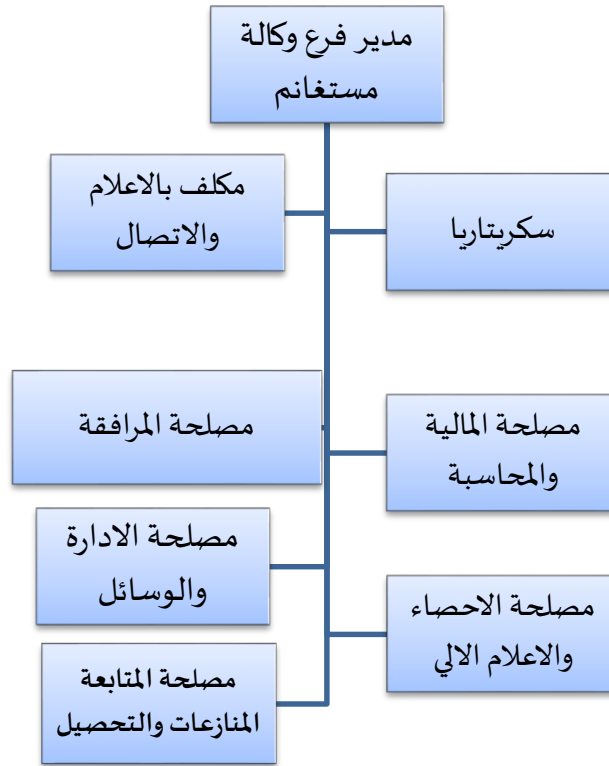 مدير فرع وكالة
مستغانم
مكلف بالاعلام
والاتصال
سكريتاريا
مصلحة المرافقة
مصلحة المالية
والمحاسبة
مصلحة الادارة
والوسائل
مصلحة الاحصاء
والاعلام الالي
مصلحة المتابعة
المنازعات والتحصيل